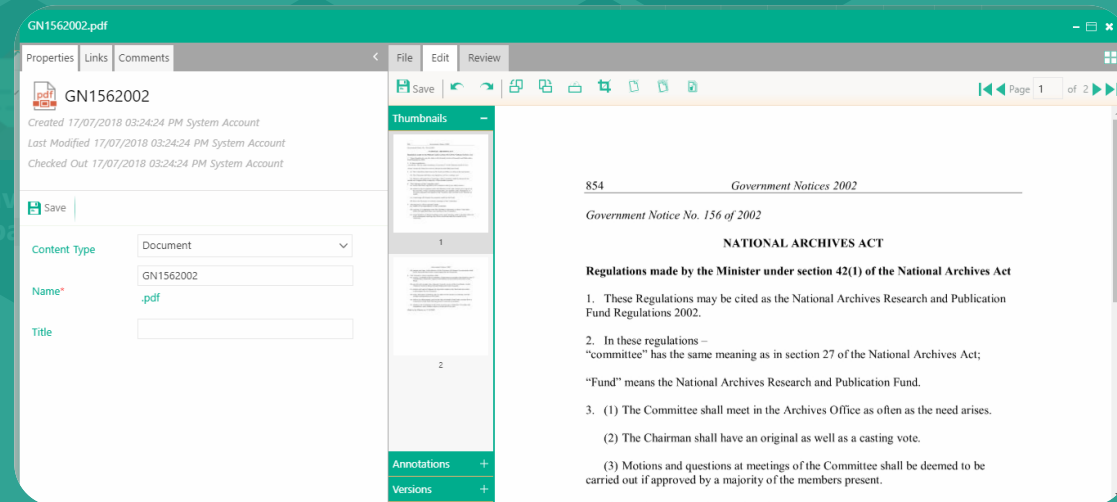 GN1562002.pdf
Properties Links Comments
File Edit Review
pdf GN1562002
Created 17/07/2018 03:24:24 PM System Account
Last Modified 17/07/2018 03:24:24 PM System Account
Checked Out 17/07/2018 03:24:24 PM System Account
Save
Content Type Document
Name* GN1562002
.pdf
Title
Save
Page 1 of 2
Thumbnails
1
2
Annotations
Versions
854 Government Notices 2002
Government Notice No. 156 of 2002
NATIONAL ARCHIVES ACT
Regulations made by the Minister under section 42(1) of the National Archives Act
1. These Regulations may be cited as the National Archives Research and Publication
Fund Regulations 2002.
2. In these regulations –
“committee” has the same meaning as in section 27 of the National Archives Act;
“Fund” means the National Archives Research and Publication Fund.
3. (1) The Committee shall meet in the Archives Office as often as the need arises.
(2) The Chairman shall have an original as well as a casting vote.
(3) Motions and questions at meetings of the Committee shall be deemed to be
carried out if approved by a majority of the members present.